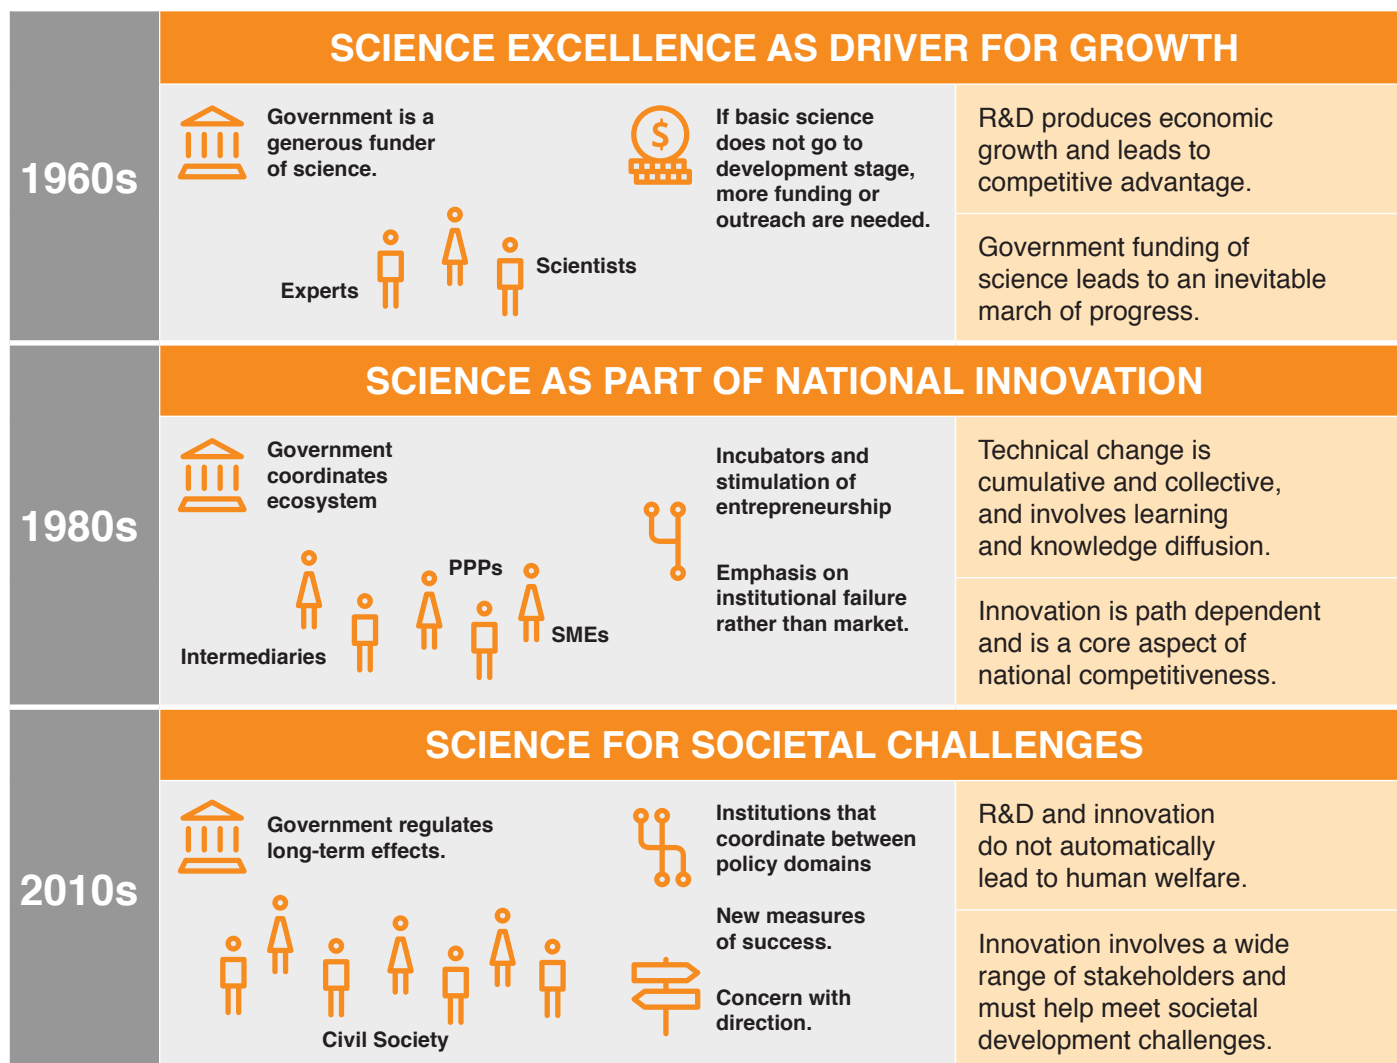 1960s
SCIENCE EXCELLENCE AS DRIVER FOR GROWTH
Government is a
generous funder
of science.
Experts
Scientists
$
If basic science
does not go to
development stage,
more funding or
outreach are needed.
R&D produces economic
growth and leads to
competitive advantage.
Government funding of
science leads to an inevitable
march of progress.
1980s
SCIENCE AS PART OF NATIONAL INNOVATION
Government
coordinates
ecosystem
Intermediaries
PPPs
SMEs
Incubators and
stimulation of
entrepreneurship
Emphasis on
institutional failure
rather than market.
Technical change is
cumulative and collective,
and involves learning
and knowledge diffusion.
Innovation is path dependent
and is a core aspect of
national competitiveness.
2010s
SCIENCE FOR SOCIETAL CHALLENGES
Government regulates
long-term effects.
Civil Society
Institutions that
coordinate between
policy domains
New measures
of success.
Concern with
direction.
R&D and innovation
do not automatically
lead to human welfare.
Innovation involves a wide
range of stakeholders and
must help meet societal
development challenges.